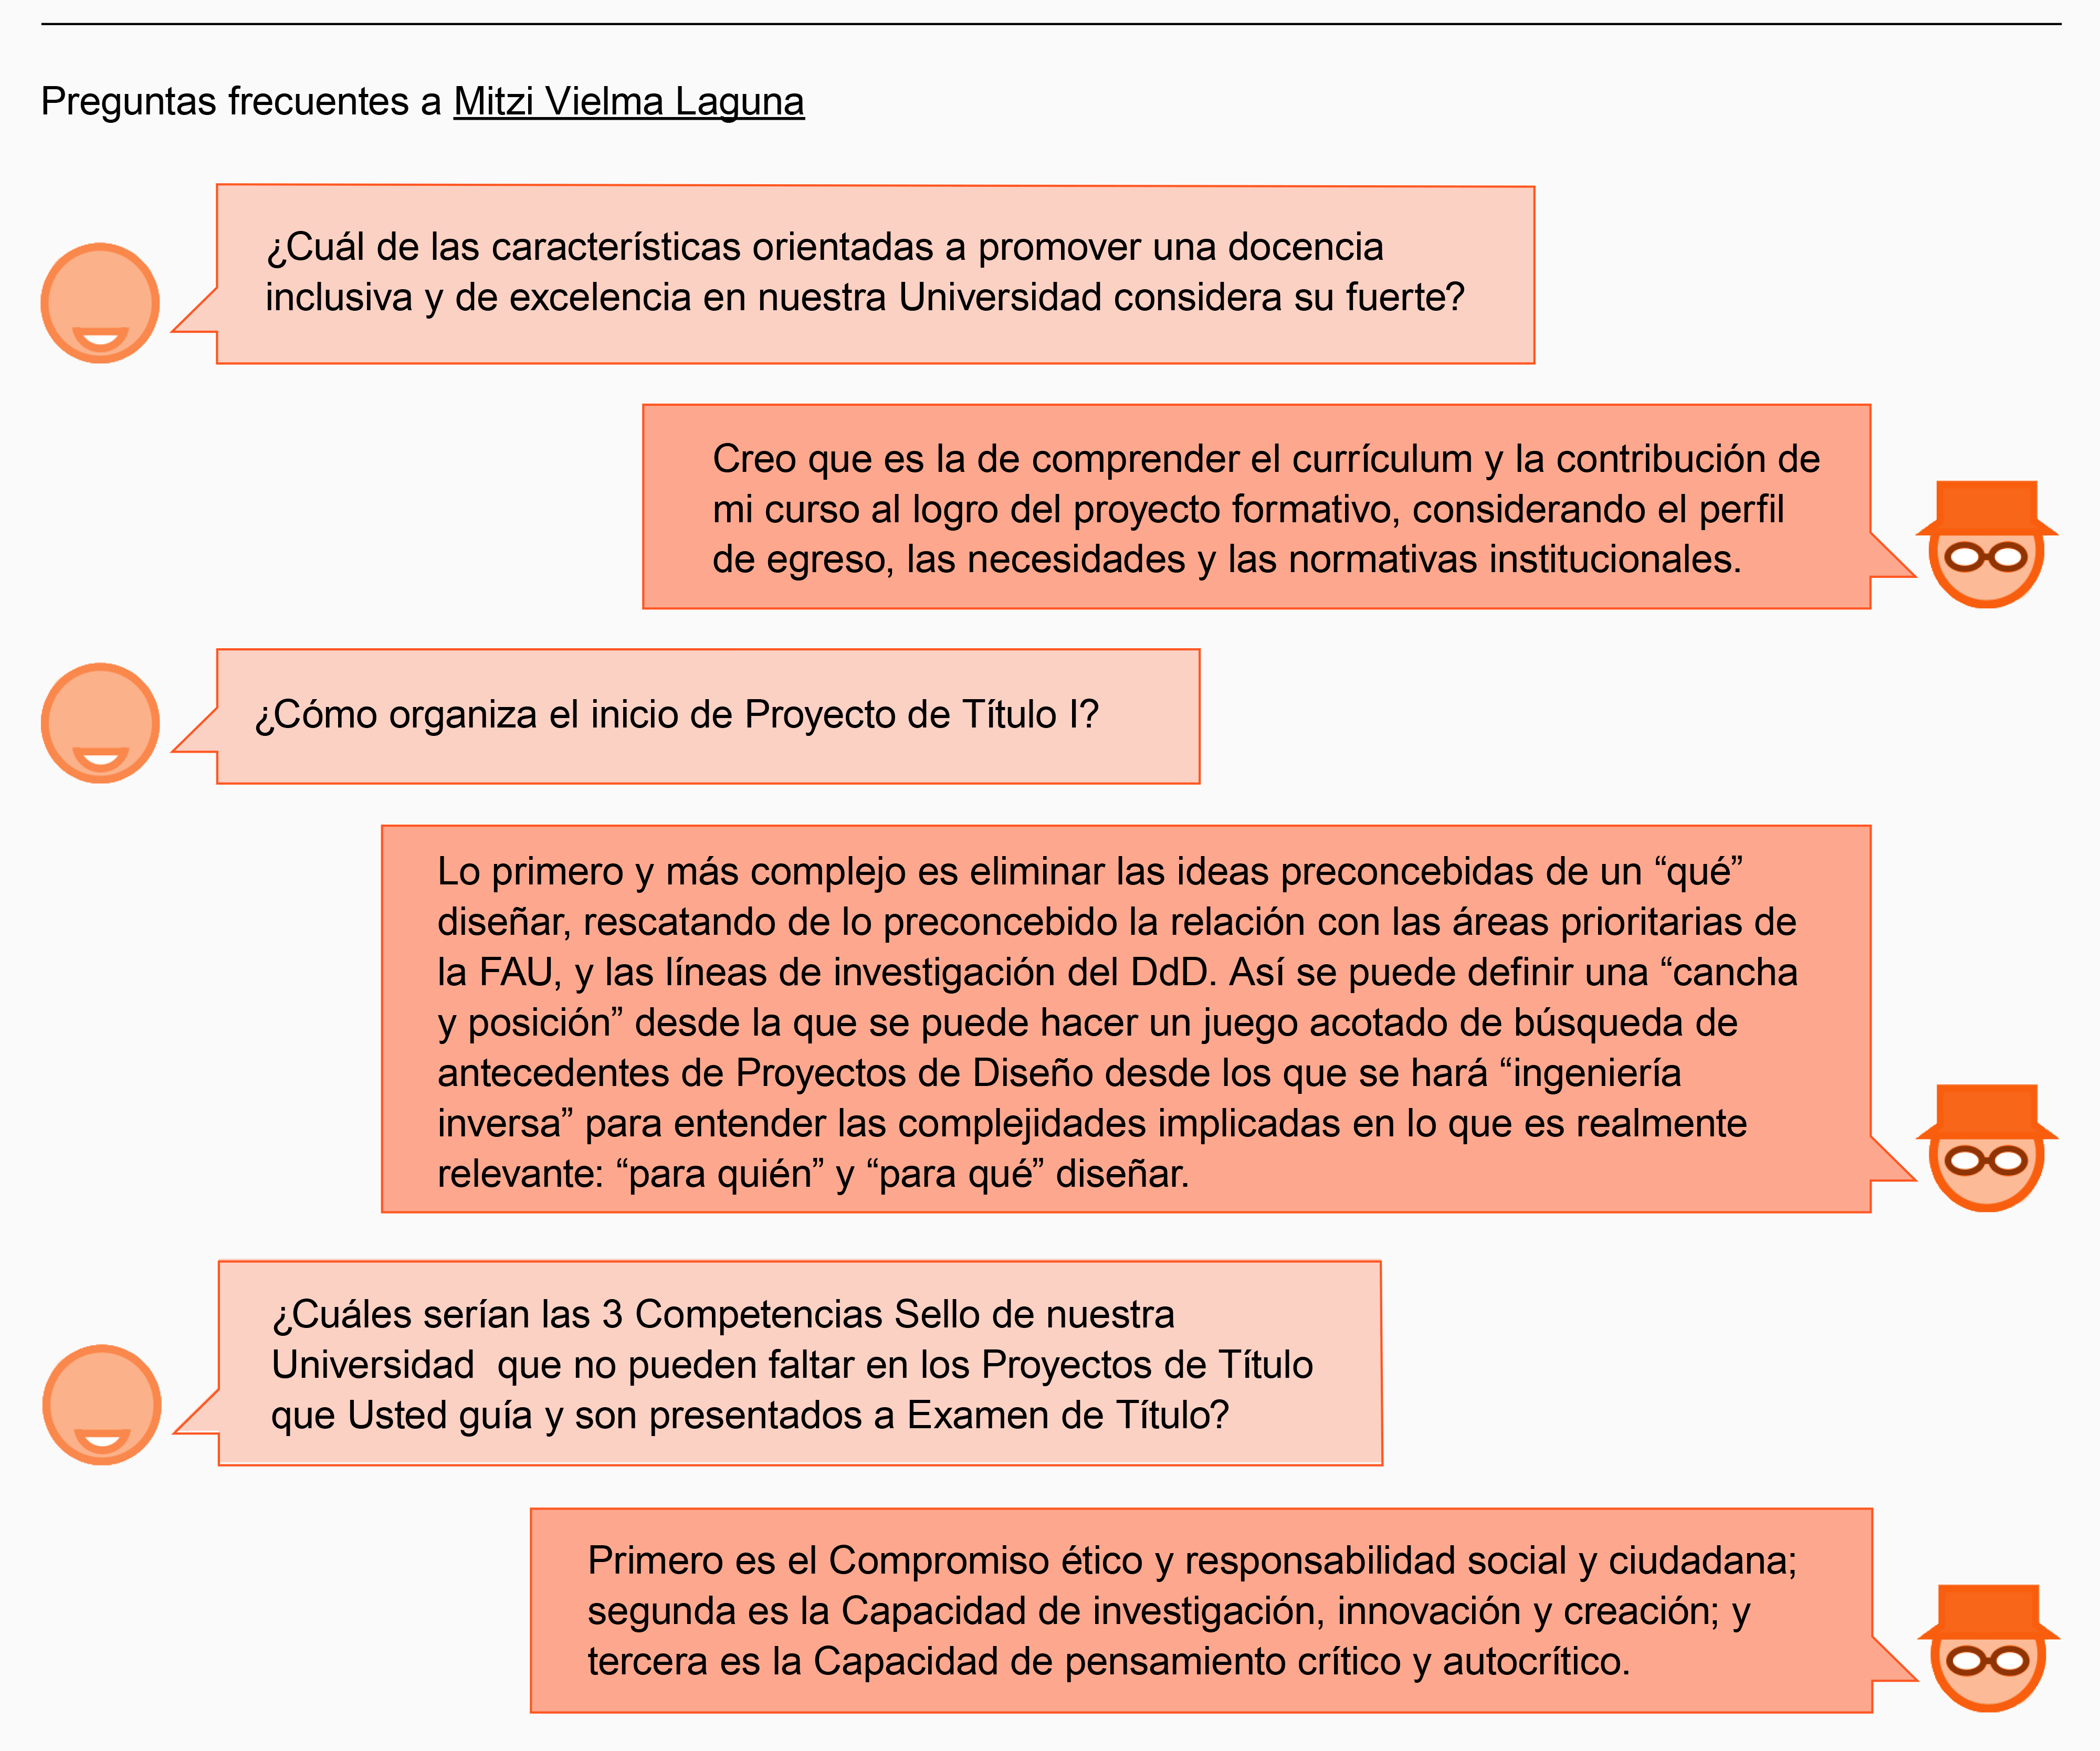 Preguntas frecuentes a Mitzi Vielma Laguna
¿Cuál de las características orientadas a promover una docencia
inclusiva y de excelencia en nuestra Universidad considera su fuerte?
Creo que es la de comprender el currículum y la contribución de
mi curso al logro del proyecto formativo, considerando el perfil
de egreso, las necesidades y las normativas institucionales.
¿Cómo organiza el inicio de Proyecto de Título I?
Lo primero y más complejo es eliminar las ideas preconcebidas de un “qué”
diseñar, rescatando de lo preconcebido la relación con las áreas prioritarias de
la FAU, y las líneas de investigación del DdD. Así se puede definir una “cancha
y posición” desde la que se puede hacer un juego acotado de búsqueda de
antecedentes de Proyectos de Diseño desde los que se hará “ingeniería
inversa” para entender las complejidades implicadas en lo que es realmente
relevante: “para quién” y “para qué” diseñar.
¿Cuáles serían las 3 Competencias Sello de nuestra
Universidad  que no pueden faltar en los Proyectos de Título
que Usted guía y son presentados a Examen de Título?
Primero es el Compromiso ético y responsabilidad social y ciudadana;
segunda es la Capacidad de investigación, innovación y creación; y
tercera es la Capacidad de pensamiento crítico y autocrítico.